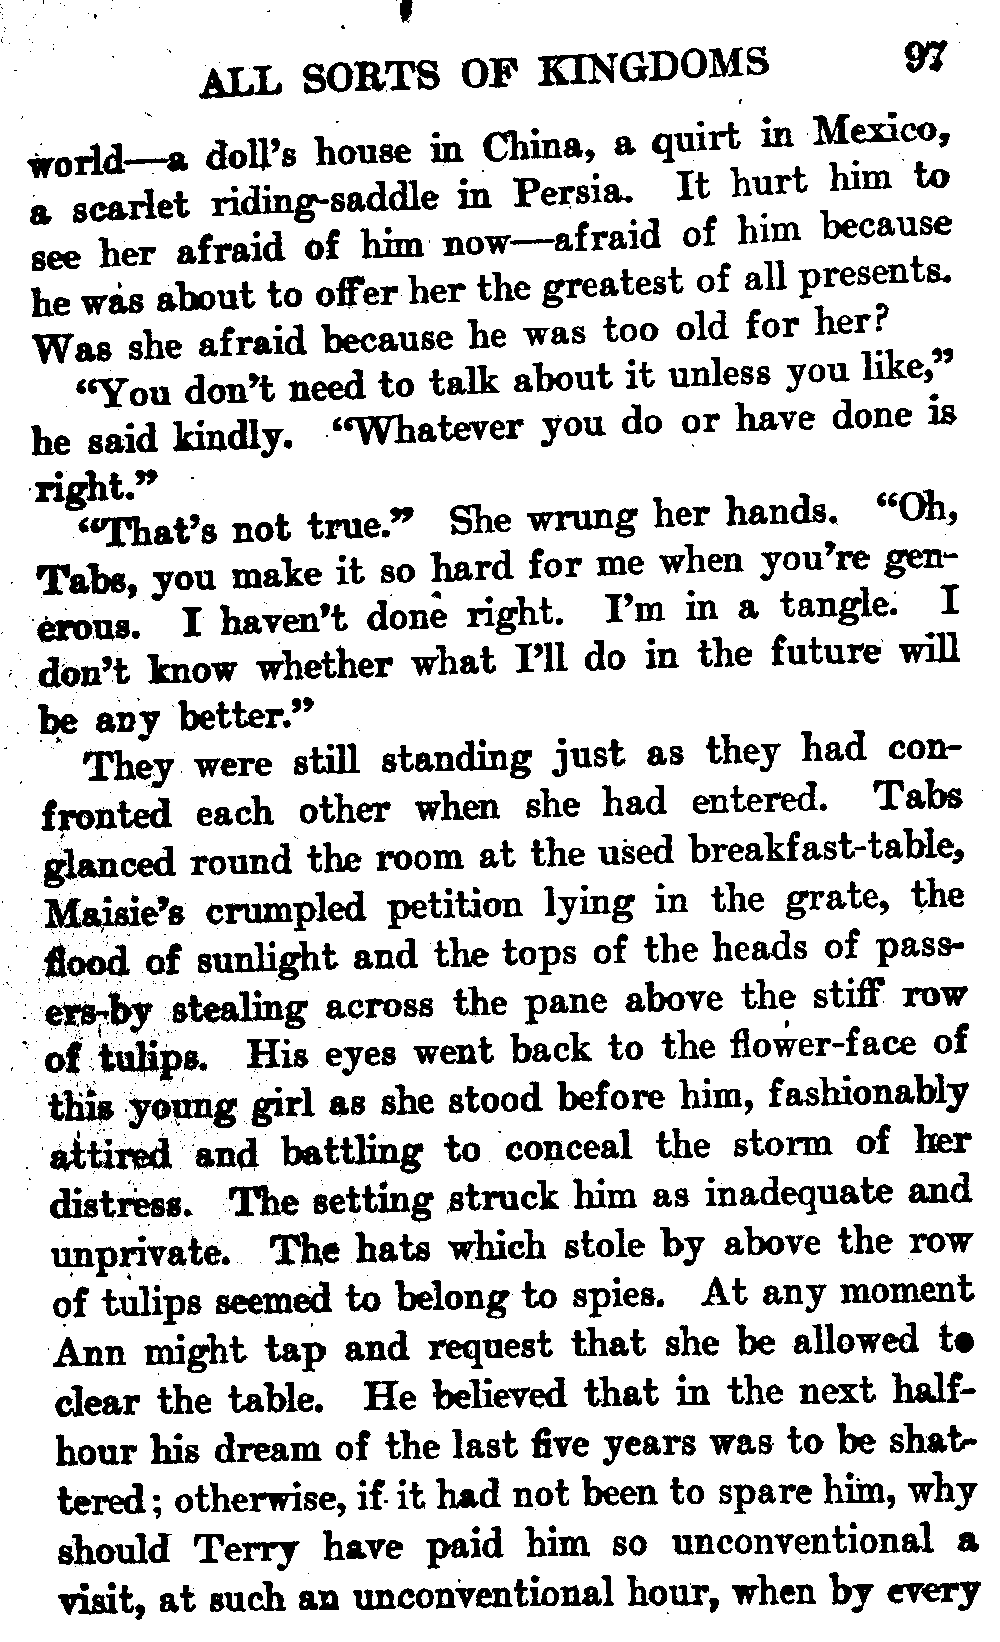 ALL SORTS OF KINGDOMS 97
world—a doll's house in China, a quirt in Mexico,
a scarlet riding-saddle in Persia. It hurt him to
see her afraid of him now—afraid of him because
he was about to offer her the greatest of all presents.
Was she afraid because he was too old for her?
"You don't need to talk about it unless you like,"
he said kindly. "Whatever you do or have done is
right."
"That's not true." She wrung her hands. "Oh,
Tabs, you make it so hard for me when you're gen-
erous. I haven't done right. I'm in a tangle. I
don't know whether what I'll do in the future will
be any better."
They were still standing just as they had con-
fronted each other when she had entered. Tabs
glanced round the room at the used breakfast-table,
Maisie's crumpled petition lying in the grate, the
flood of sunlight and the tops of the heads of pass-
ers-by stealing across the pane above the stiff row
of tulips. His eyes went back to the flower-face of
this young girl as she stood before him, fashionably
attired and battling to conceal the storm of her
distress. The setting struck him as inadequate and
unprivate. The hats which stole by above the row
of tulips seemed to belong to spies. At any moment
Ann might tap and request that she be allowed to
clear the table. He believed that in the next half-
hour his dream of the last five years was to be shat-
tered; otherwise, if it had not been to spare him, why
should Terry have paid him so unconventional a
visit, at such an unconventional hour, when by every